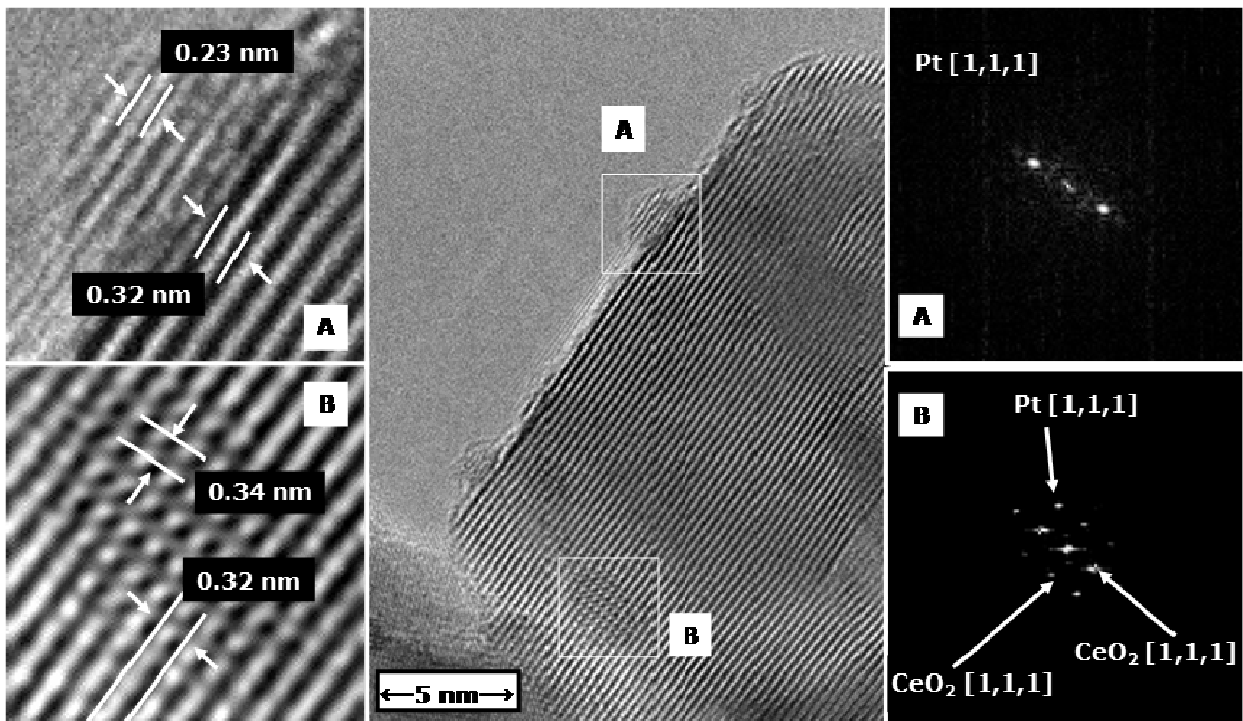 0.23 nm
0.32 nm
A
B
0.34 nm
0.32 nm
A
B
5 nm
Pt [1,1,1]
A
B
Pt [1,1,1]
CeO₂ [1,1,1]
CeO₂ [1,1,1]